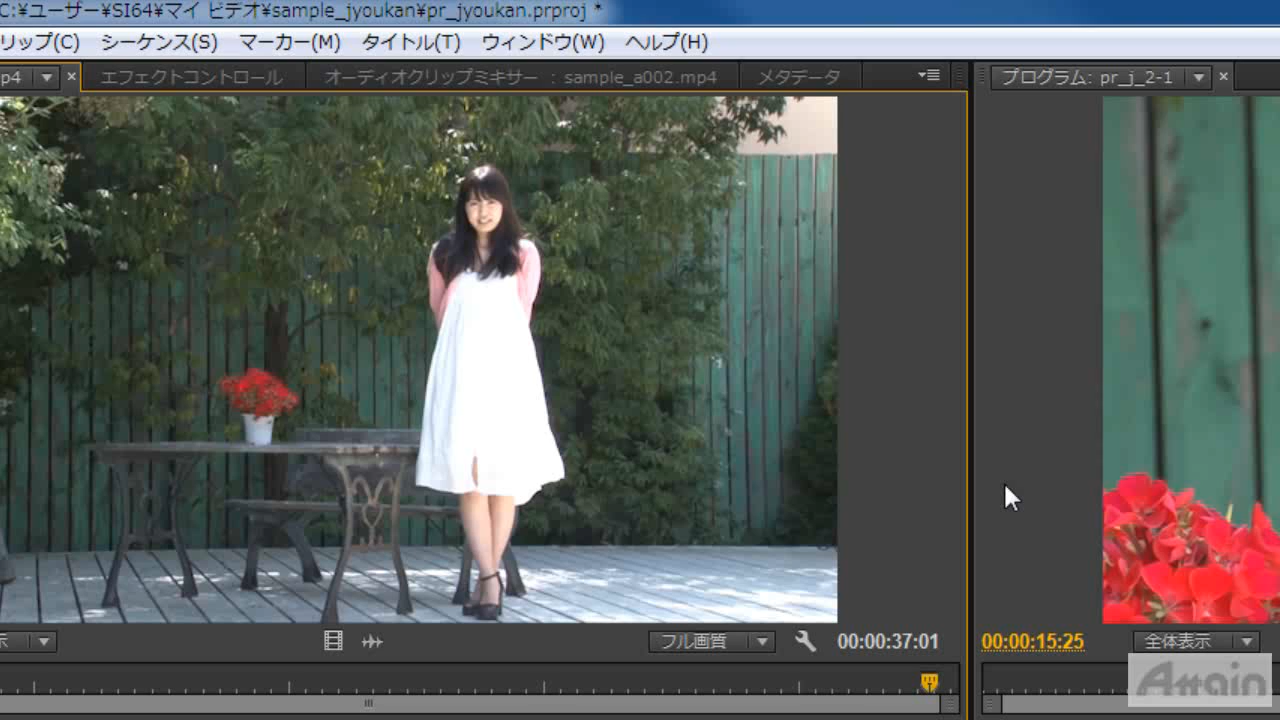 C:¥ユーザー¥SI64¥マイ ビデオ¥sample_jyoukan¥pr_jyoukan.prproj *
リップ(C) シーケンス(S) マーカー(M) タイトル(T) ウィンドウ(W) ヘルプ(H)
p4 エフェクトコントロール オーディオクリップミキサー : sample_a002.mp4 メタデータ プログラム: pr_j_2-1
示 フル画質 00:00:37:01 00:00:15:25 全体表示
Attain